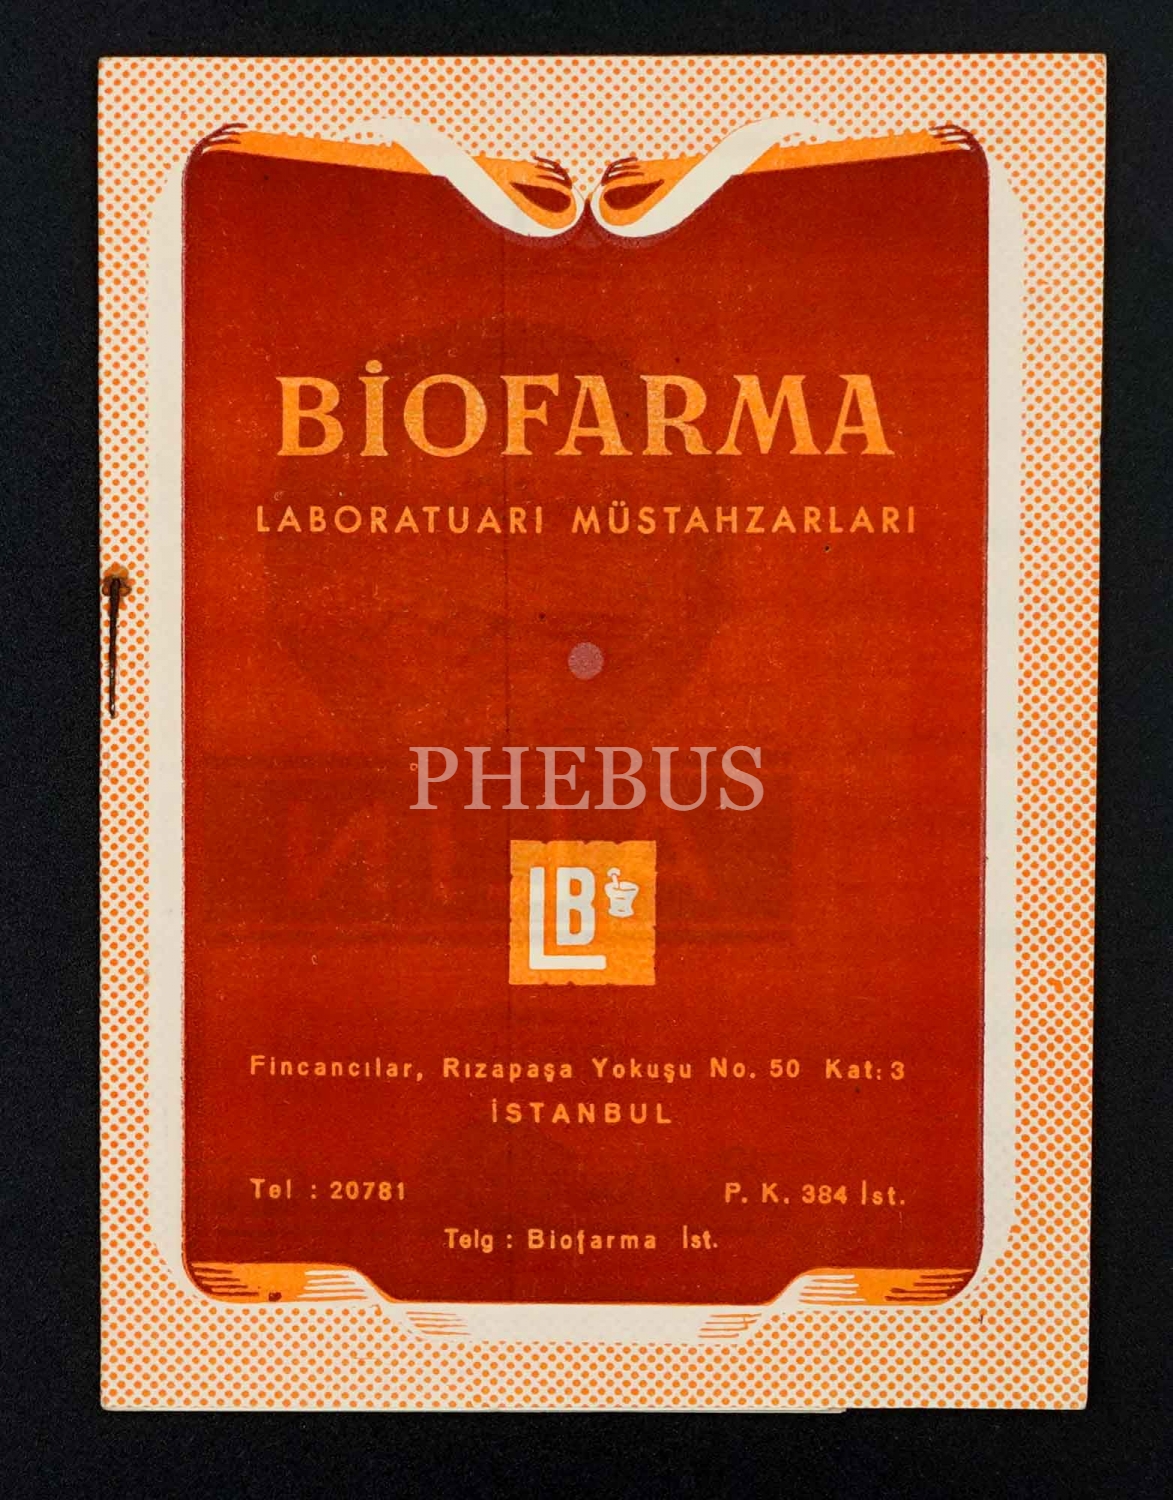 BİOFARMA
LABORATUARI MÜSTAHZARLARI
PHEBUS
LB
Fincancılar, Rızapaşa Yokuşu No. 50 Kat: 3
İSTANBUL
Tel : 20781
P. K. 384 İst.
Telg : Biofarma İst.